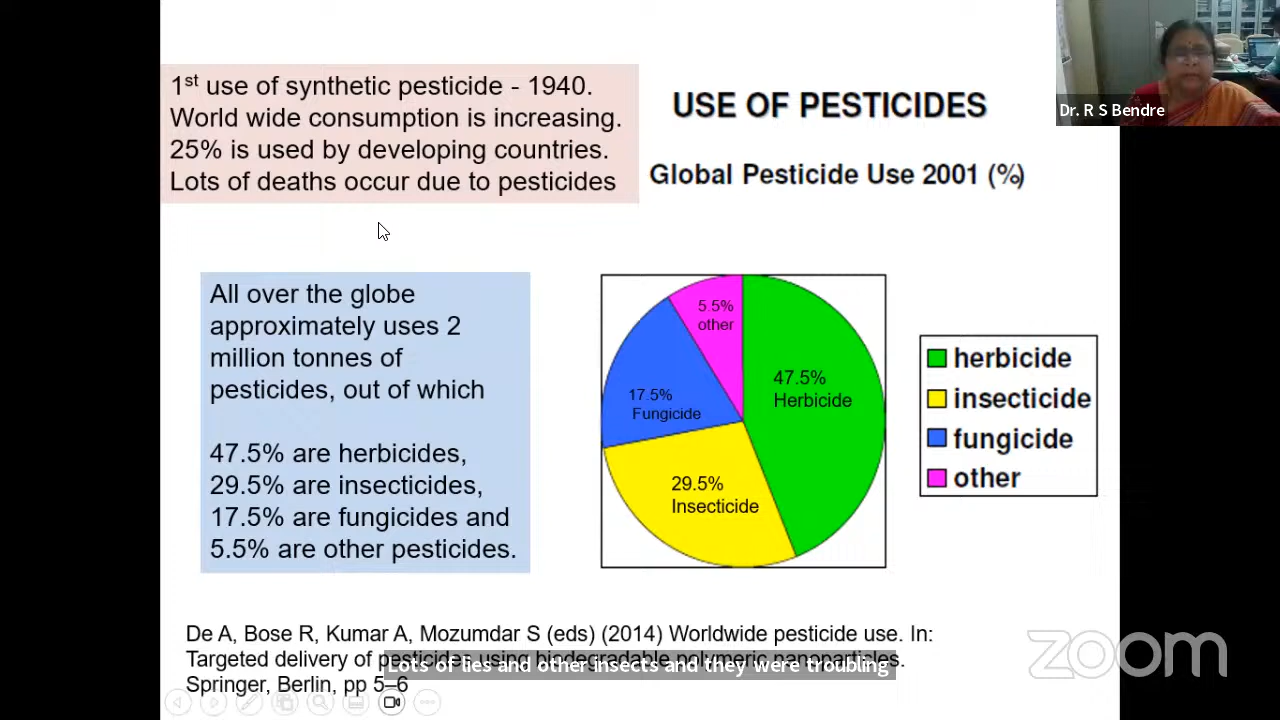 1st use of synthetic pesticide - 1940.
World wide consumption is increasing.
25% is used by developing countries.
Lots of deaths occur due to pesticides
USE OF PESTICIDES
Global Pesticide Use 2001 (%)
Dr. R S Bendre
All over the globe
approximately uses 2
million tonnes of
pesticides, out of which
47.5% are herbicides,
29.5% are insecticides,
17.5% are fungicides and
5.5% are other pesticides.
5.5%
other
47.5%
Herbicide
17.5%
Fungicide
29.5%
Insecticide
herbicide
insecticide
fungicide
other
De A, Bose R, Kumar A, Mozumdar S (eds) (2014) Worldwide pesticide use. In:
Targeted delivery of pesticides using biodegradable polymeric nanoparticles.
Springer, Berlin, pp 5–6
Lots of lies and other insects and they were troubling
zoom